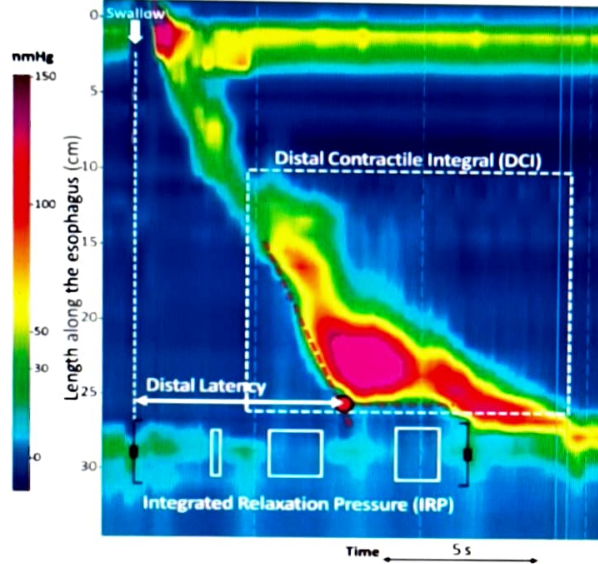 Swallow
nmHg
0
5
10
15
20
25
30
150
100
50
30
0
Length along the esophagus (cm)
Distal Contractile Integral (DCI)
Distal Latency
Integrated Relaxation Pressure (IRP)
Time
5 s